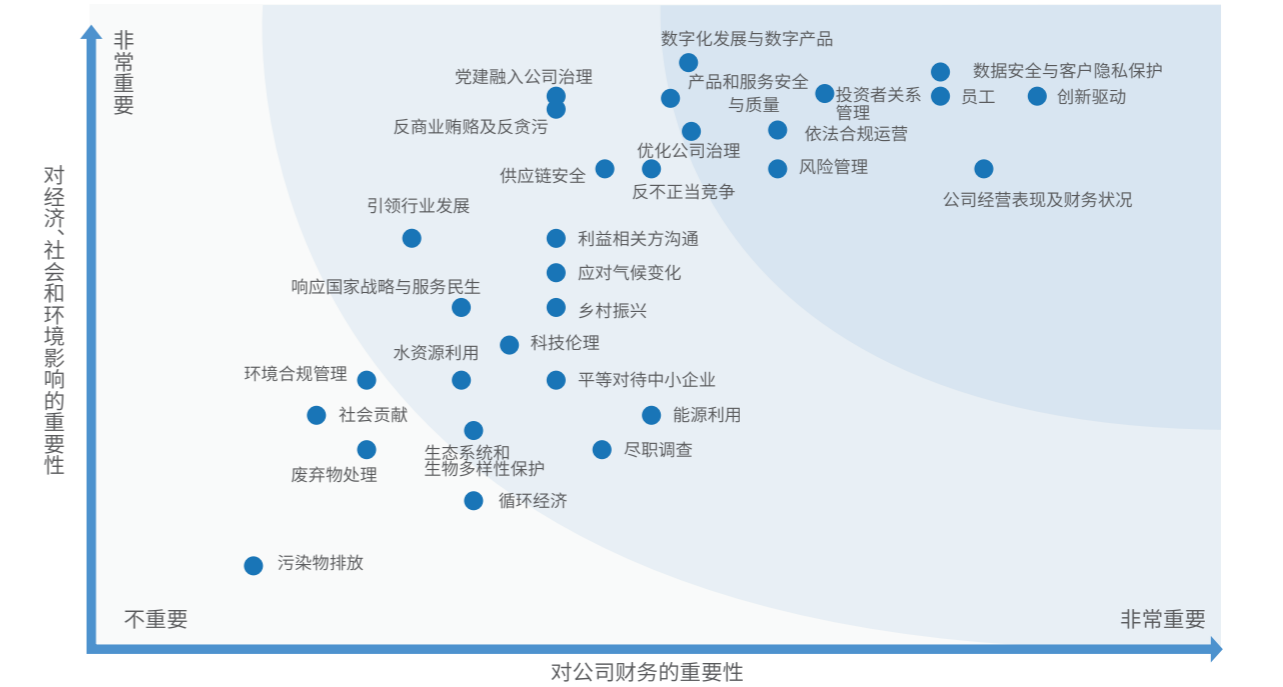 非常重要
对经济、社会和环境影响的重要性
数字化发展与数字产品
党建融入公司治理
产品和服务安全
与质量
投资者关系
管理
数据安全与客户隐私保护
员工
创新驱动
反商业贿赂及反贪污
依法合规运营
优化公司治理
供应链安全
反不正当竞争
风险管理
公司经营表现及财务状况
引领行业发展
利益相关方沟通
应对气候变化
响应国家战略与服务民生
乡村振兴
科技伦理
水资源利用
环境合规管理
平等对待中小企业
社会贡献
能源利用
生态系统和
生物多样性保护
尽职调查
废弃物处理
循环经济
污染物排放
不重要
非常重要
对公司财务的重要性